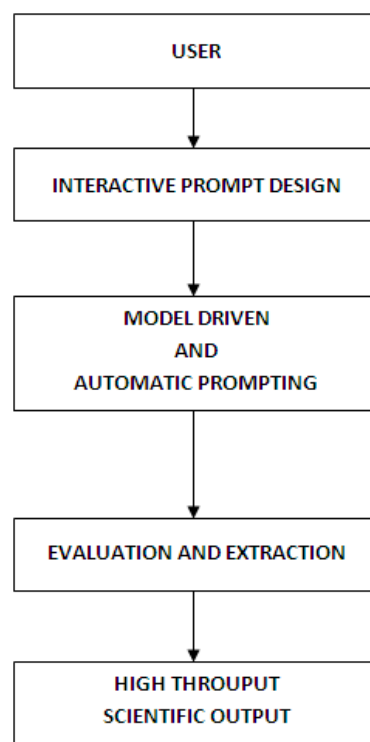 USER
INTERACTIVE PROMPT DESIGN
MODEL DRIVEN
AND
AUTOMATIC PROMPTING
EVALUATION AND EXTRACTION
HIGH THROUPUT
SCIENTIFIC OUTPUT